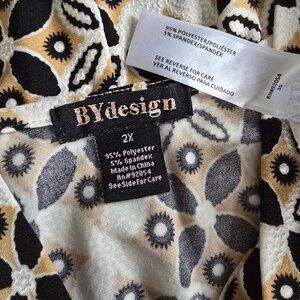 95% POLYESTER/POLIÉSTER
5% SPANDEX/SPANDEX
SEE REVERSE FOR CARE
VER AL REVERSO PARA CUIDADO
BYdesign
2X
95% Polyester
5% Spandex
Made in China
Rn#92054
See Side For Care